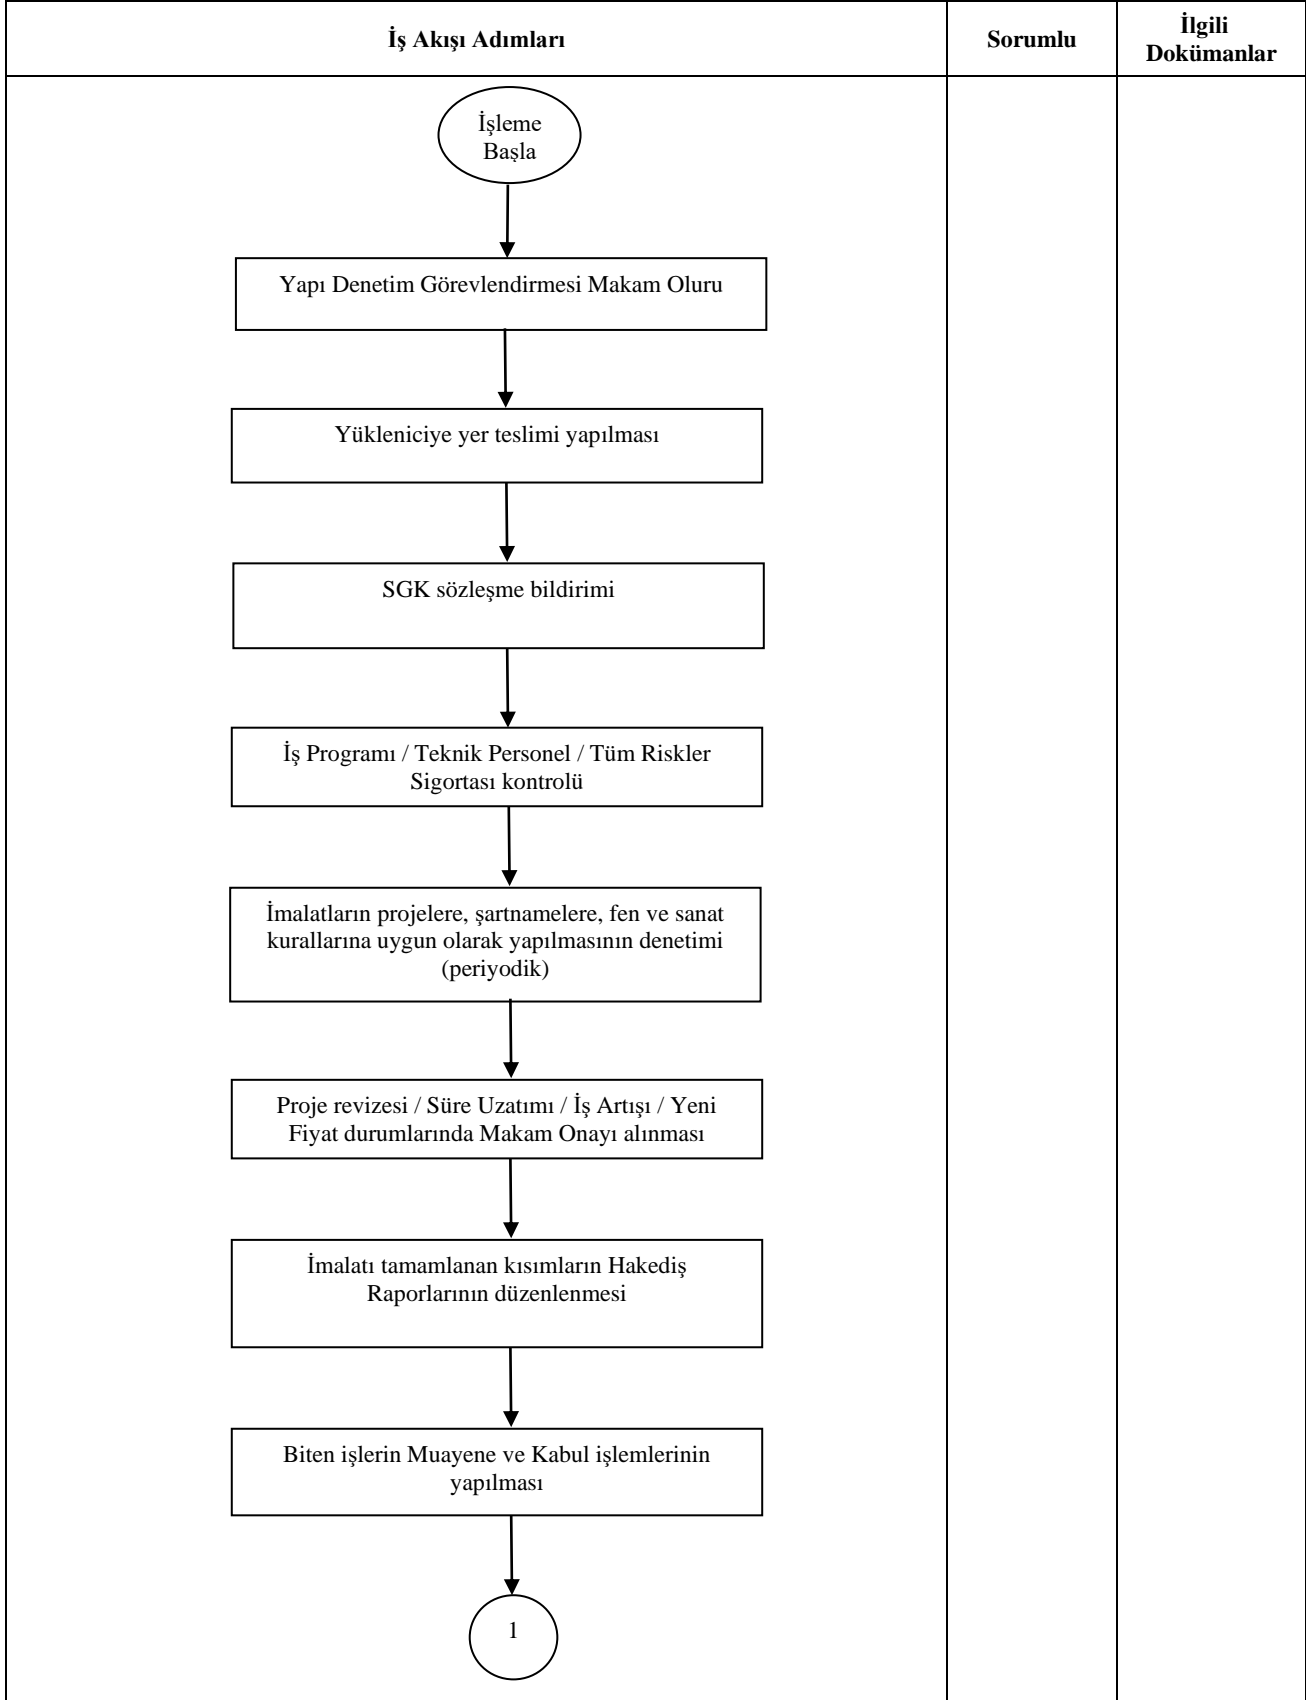 İş Akışı Adımları
Sorumlu
İlgili
Dokümanlar
İşleme
Başla
Yapı Denetim Görevlendirmesi Makam Oluru
Yükleniciye yer teslimi yapılması
SGK sözleşme bildirimi
İş Programı / Teknik Personel / Tüm Riskler
Sigortası kontrolü
İmalatların projelere, şartnamelere, fen ve sanat
kurallarına uygun olarak yapılmasının denetimi
(periyodik)
Proje revizesi / Süre Uzatımı / İş Artışı / Yeni
Fiyat durumlarında Makam Onayı alınması
İmalatı tamamlanan kısımların Hakediş
Raporlarının düzenlenmesi
Biten işlerin Muayene ve Kabul işlemlerinin
yapılması
1